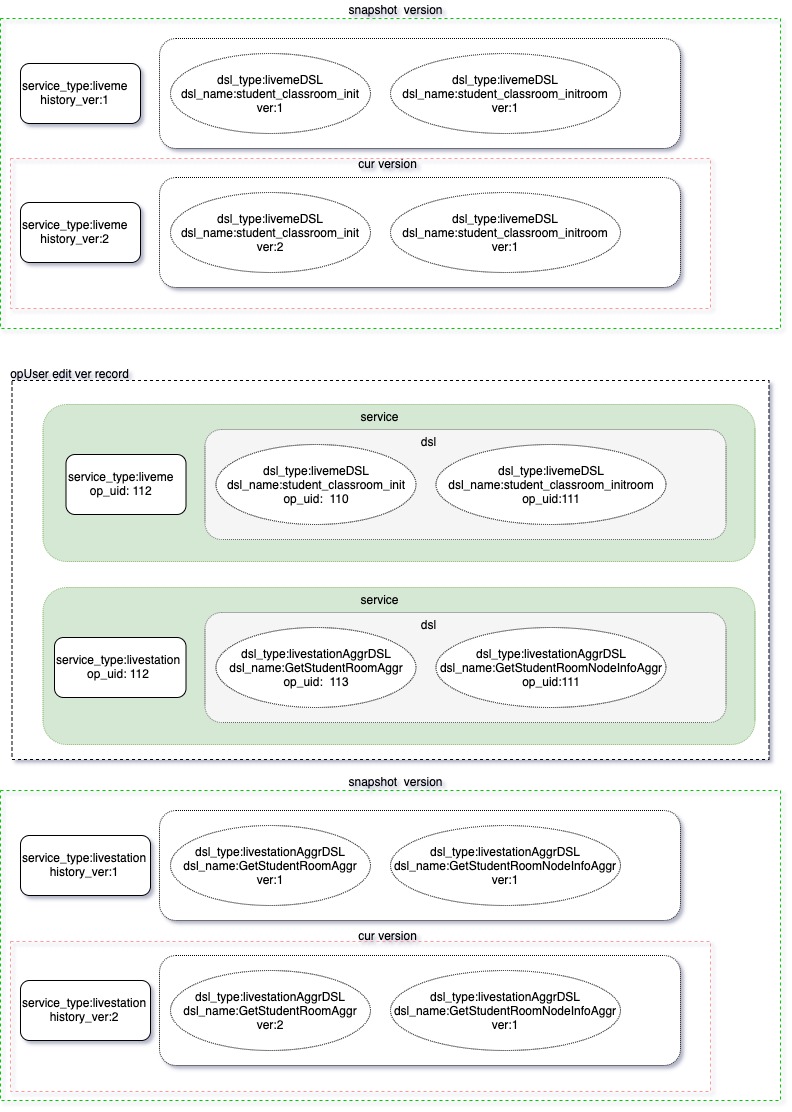 snapshot  version
service_type:liveme
history_ver:1
dsl_type:livemeDSL
dsl_name:student_classroom_init
ver:1
dsl_type:livemeDSL
dsl_name:student_classroom_initroom
ver:1
cur version
service_type:liveme
history_ver:2
dsl_type:livemeDSL
dsl_name:student_classroom_init
ver:2
dsl_type:livemeDSL
dsl_name:student_classroom_initroom
ver:1
opUser edit ver record
service
dsl
service_type:liveme
op_uid: 112
dsl_type:livemeDSL
dsl_name:student_classroom_init
op_uid:  110
dsl_type:livemeDSL
dsl_name:student_classroom_initroom
op_uid:111
service
dsl
service_type:livestation
op_uid: 112
dsl_type:livestationAggrDSL
dsl_name:GetStudentRoomAggr
op_uid:  113
dsl_type:livestationAggrDSL
dsl_name:GetStudentRoomNodeInfoAggr
op_uid:111
snapshot  version
service_type:livestation
history_ver:1
dsl_type:livestationAggrDSL
dsl_name:GetStudentRoomAggr
ver:1
dsl_type:livestationAggrDSL
dsl_name:GetStudentRoomNodeInfoAggr
ver:1
cur version
service_type:livestation
history_ver:2
dsl_type:livestationAggrDSL
dsl_name:GetStudentRoomAggr
ver:2
dsl_type:livestationAggrDSL
dsl_name:GetStudentRoomNodeInfoAggr
ver:1